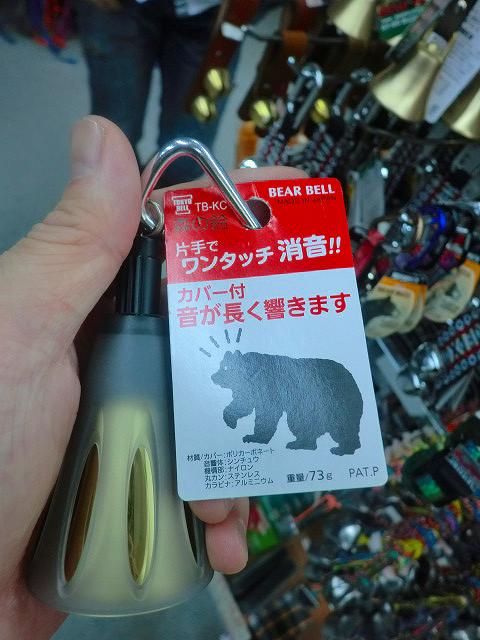 BEAR BELL
MADE IN JAPAN
TOKYO BELL
TB-KC
片手で
ワンタッチ 消音!!
カバー付
音が長く響きます
材質/カバー:ポリカーボネート
音響体:シンチュウ
機構部:ナイロン
丸カン:ステンレス
カラビナ:アルミニウム
重量/73g
PAT.P